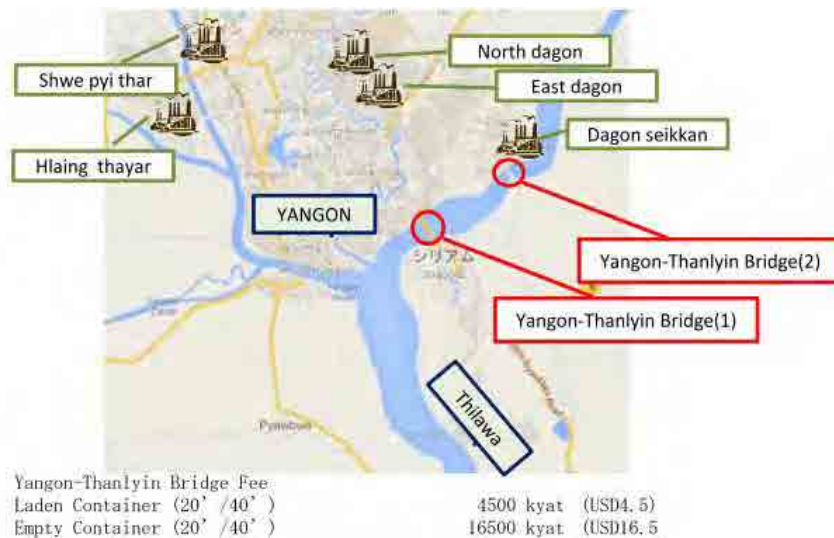 Shwe pyi thar
North dagon
East dagon
Hlaing thayar
Dagon seikkan
YANGON
シリアム
Yangon-Thanlyin Bridge(2)
Yangon-Thanlyin Bridge(1)
Thilawa
Pyawbwe
Yangon-Thanlyin Bridge Fee
Laden Container (20' /40' ) 4500 kyat (USD4.5)
Empty Container (20' /40' ) 16500 kyat (USD16.5